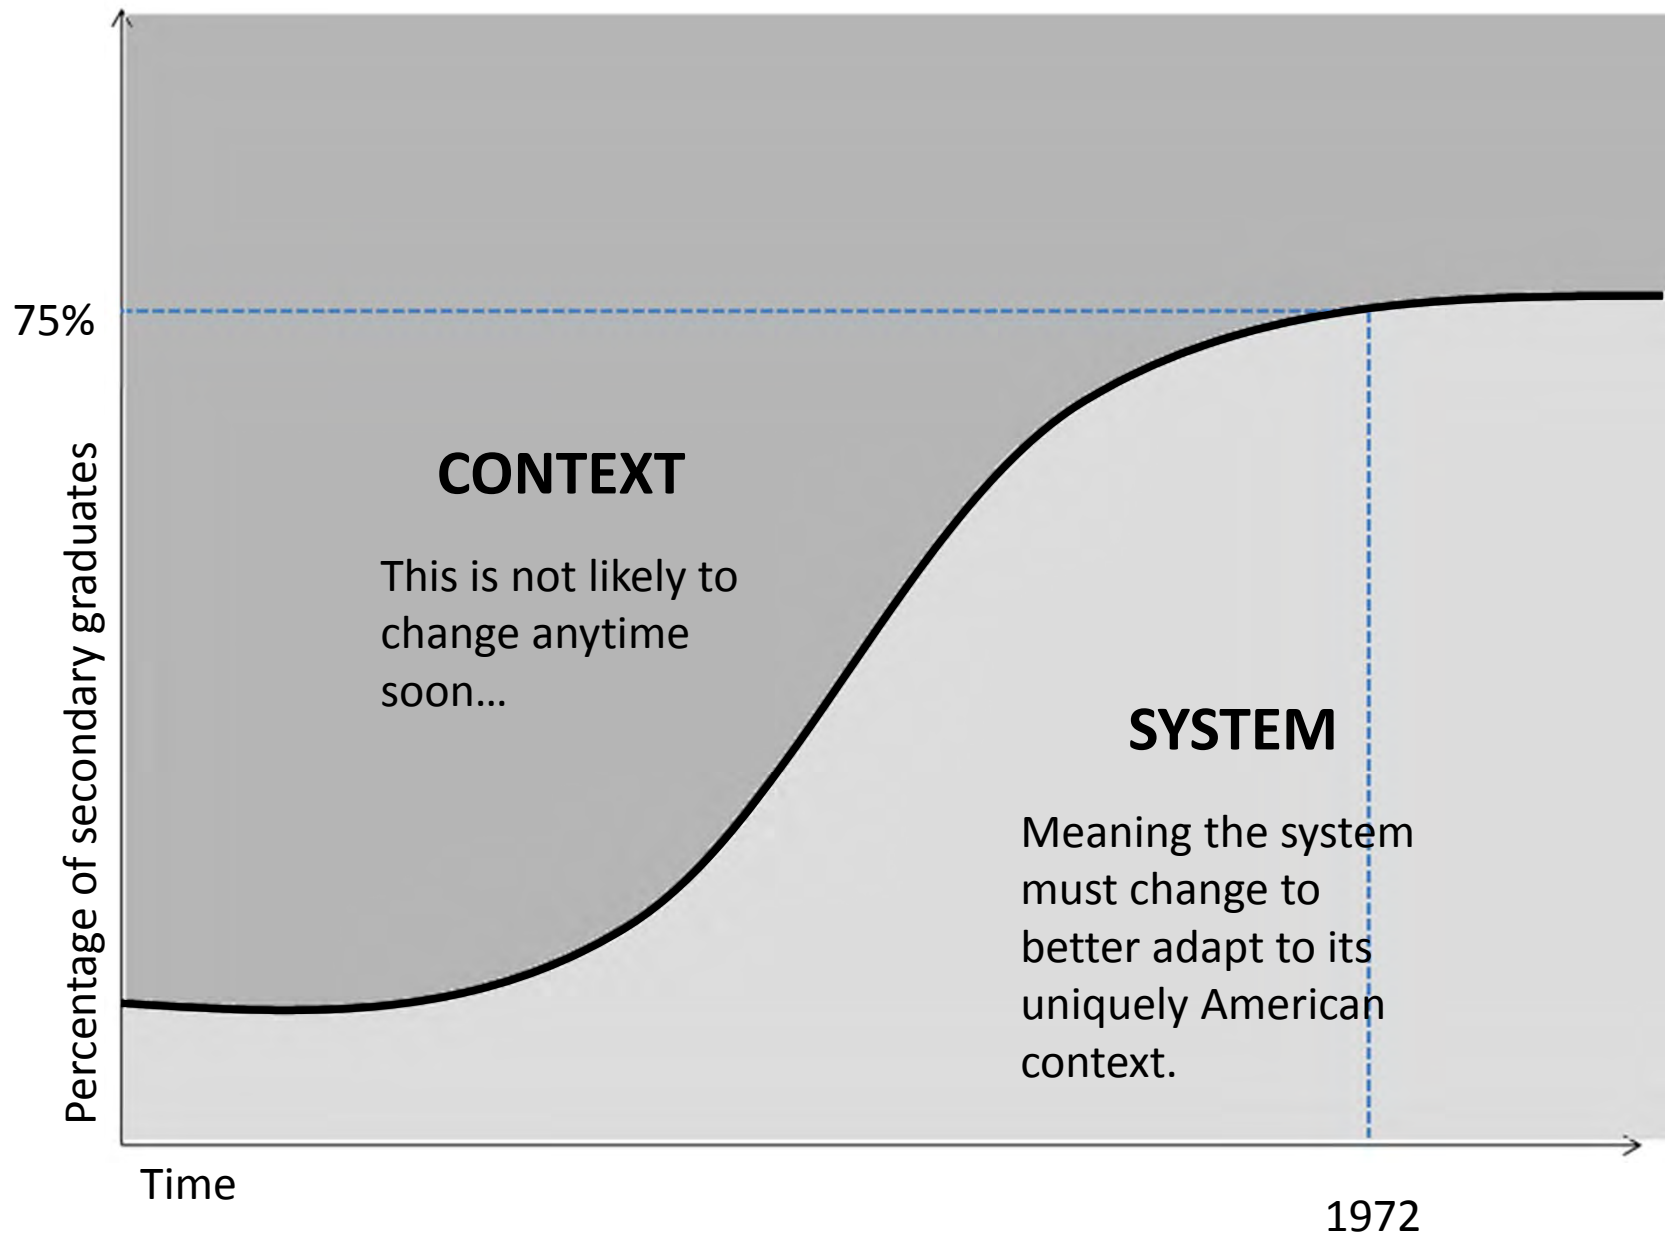 75%
Percentage of secondary graduates
CONTEXT
This is not likely to
change anytime
soon...
SYSTEM
Meaning the system
must change to
better adapt to its
uniquely American
context.
Time
1972